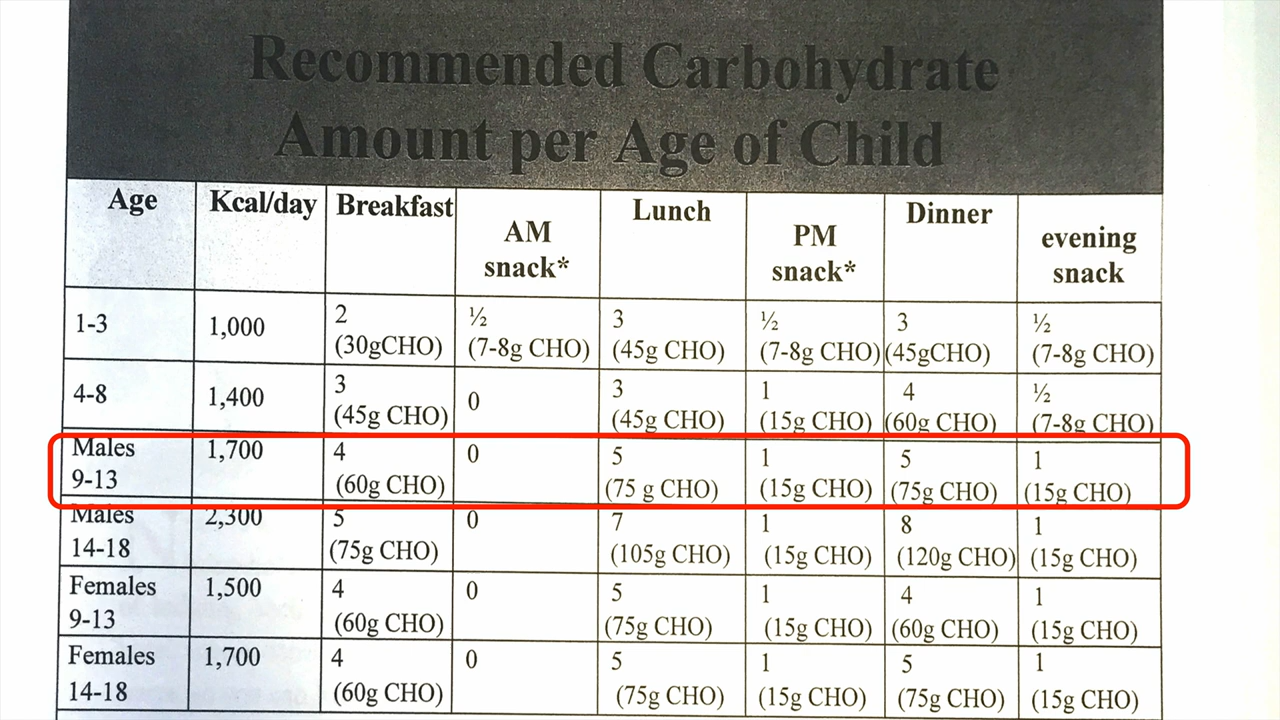 Recommended Carbohydrate
Amount per Age of Child
Age Kcal/day Breakfast AM snack* Lunch PM snack* Dinner evening snack
1-3 1,000 2 (30gCHO) ½ (7-8g CHO) 3 (45g CHO) ½ (7-8g CHO) 3 (45gCHO) ½ (7-8g CHO)
4-8 1,400 3 (45g CHO) 0 3 (45g CHO) 1 (15g CHO) 4 (60g CHO) ½ (7-8g CHO)
Males 9-13 1,700 4 (60g CHO) 0 5 (75 g CHO) 1 (15g CHO) 5 (75g CHO) 1 (15g CHO)
Males 14-18 2,300 5 (75g CHO) 0 7 (105g CHO) 1 (15g CHO) 8 (120g CHO) 1 (15g CHO)
Females 9-13 1,500 4 (60g CHO) 0 5 (75g CHO) 1 (15g CHO) 4 (60g CHO) 1 (15g CHO)
Females 14-18 1,700 4 (60g CHO) 0 5 (75g CHO) 1 (15g CHO) 5 (75g CHO) 1 (15g CHO)